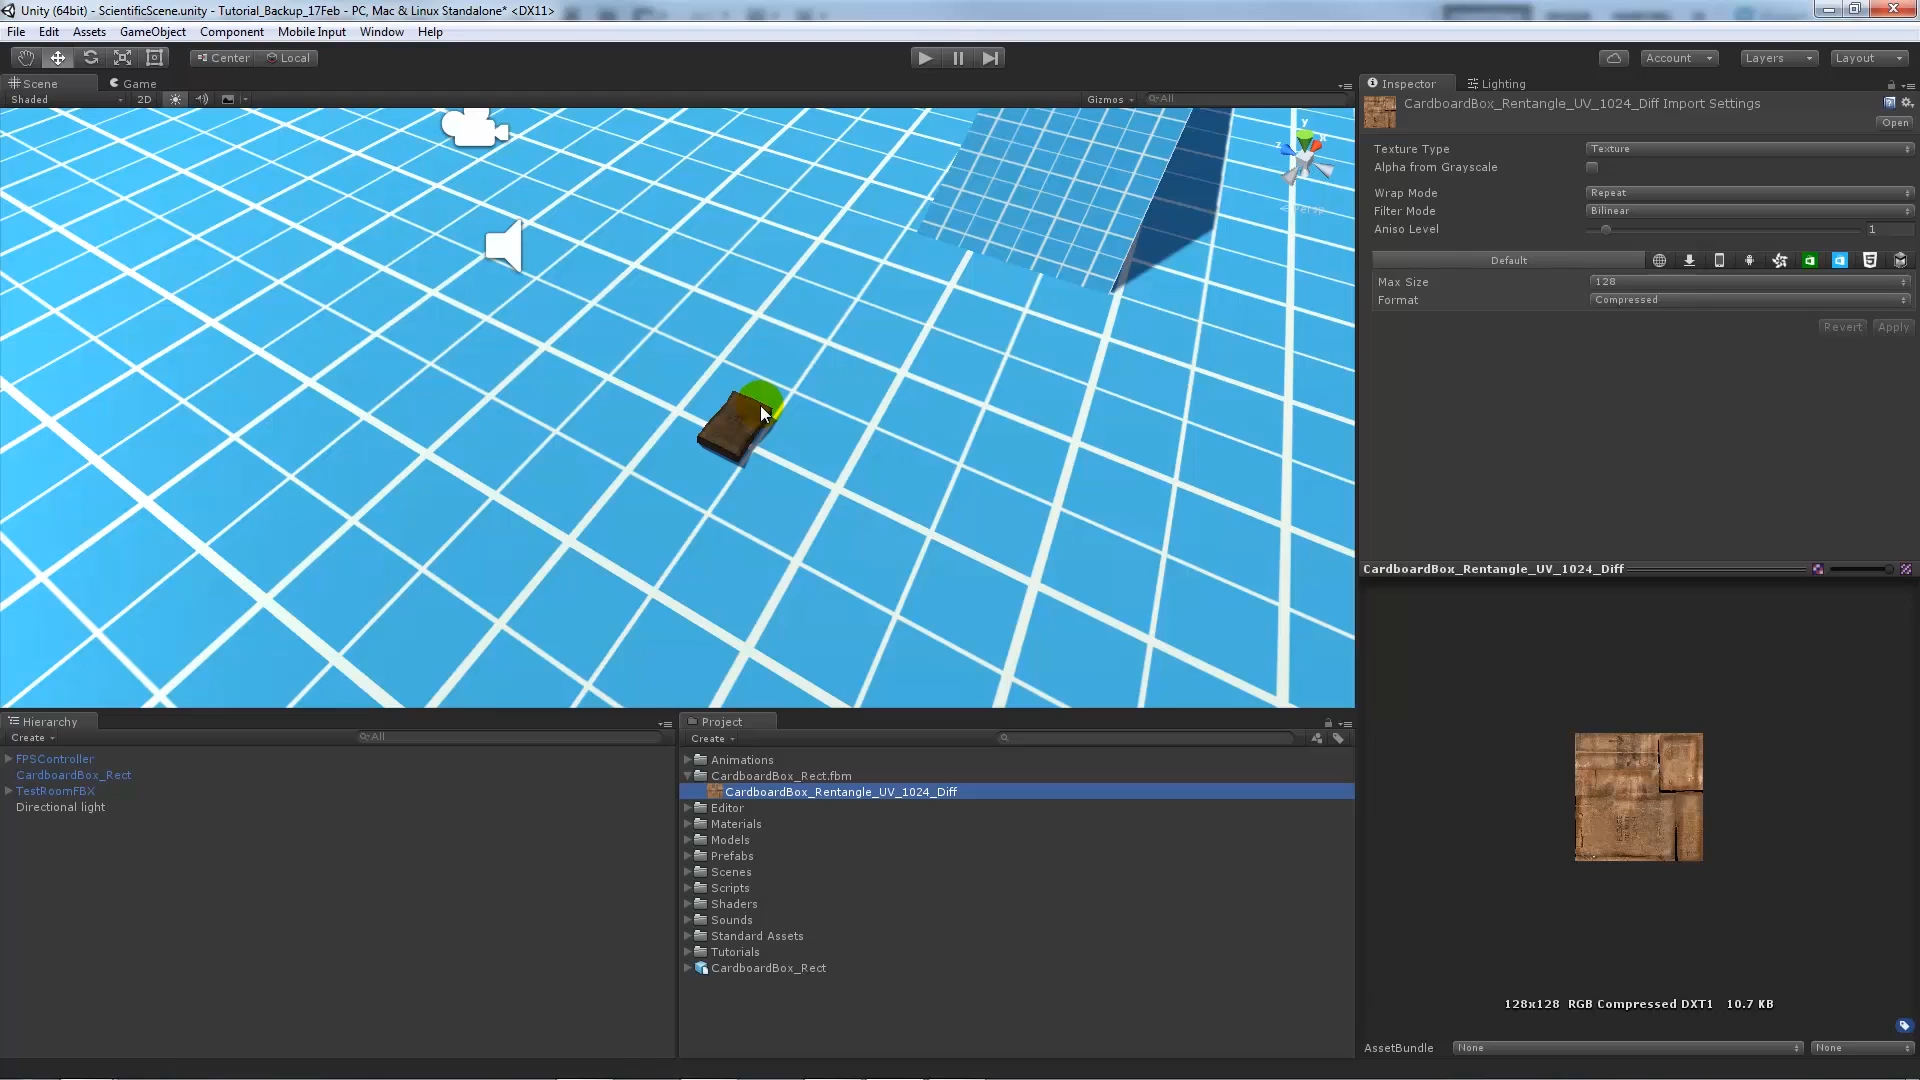 Unity (64bit) - ScientificScene.unity - Tutorial_Backup_17Feb - PC, Mac & Linux Standalone* <DX11>
File Edit Assets GameObject Component Mobile Input Window Help
Center Local Account Layers Layout
Scene Game
Shaded 2D Gizmos All
y
x
z
Persp
Inspector Lighting
CardboardBox_Rentangle_UV_1024_Diff Import Settings
Open
Texture Type Texture
Alpha from Grayscale
Wrap Mode Repeat
Filter Mode Bilinear
Aniso Level 1
Default
Max Size 128
Format Compressed
Revert Apply
CardboardBox_Rentangle_UV_1024_Diff
128x128 RGB Compressed DXT1 10.7 KB
AssetBundle None None
Hierarchy
Create All
FPSController
CardboardBox_Rect
TestRoomFBX
Directional light
Project
Create
Animations
CardboardBox_Rect.fbm
CardboardBox_Rentangle_UV_1024_Diff
Editor
Materials
Models
Prefabs
Scenes
Scripts
Shaders
Sounds
Standard Assets
Tutorials
CardboardBox_Rect